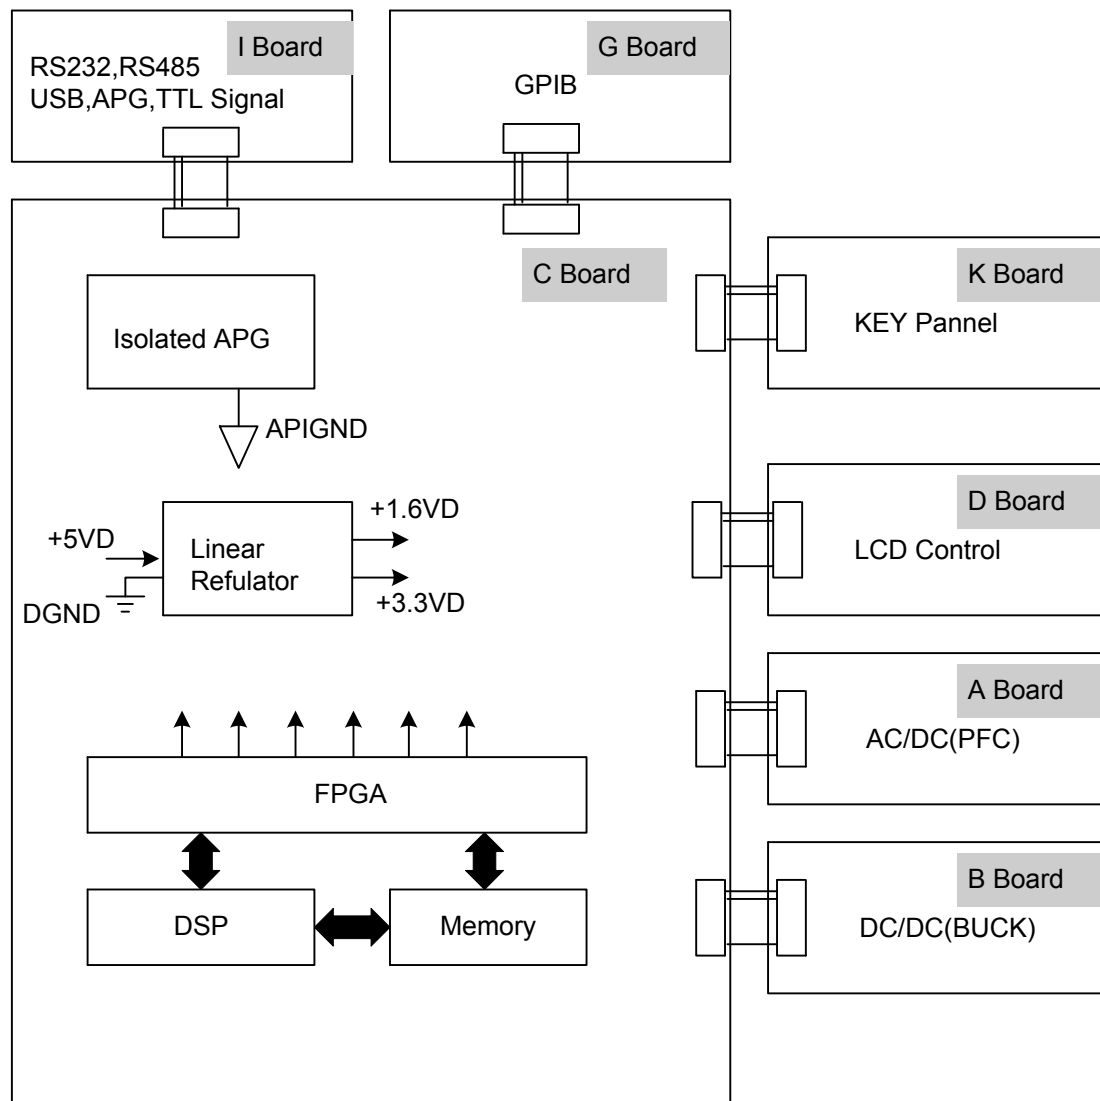 I Board
RS232,RS485
USB,APG,TTL Signal
G Board
GPIB
C Board
K Board
KEY Pannel
Isolated APG
APIGND
D Board
LCD Control
+1.6VD
+5VD
Linear
Refulator
DGND
+3.3VD
A Board
AC/DC(PFC)
FPGA
B Board
DC/DC(BUCK)
DSP
Memory